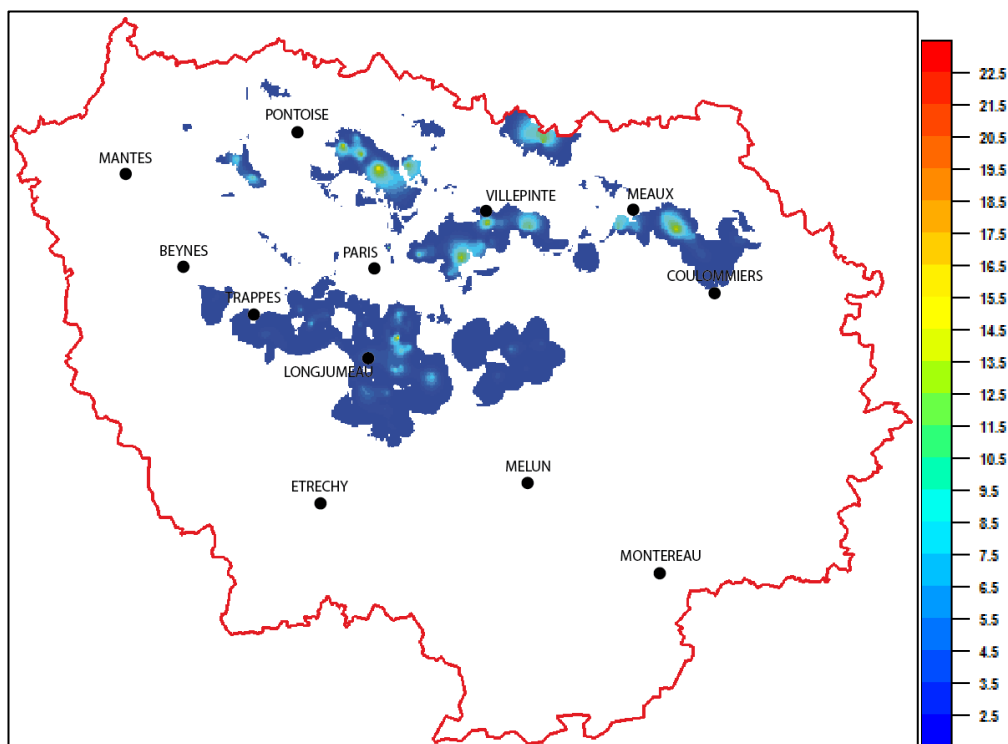 PONTOISE
MANTES
VILLEPINTE
MEAUX
BEYNES
PARIS
COULOMMIERS
TRAPPES
LONGJUMEAU
MELUN
ETRECHY
MONTEREAU
22.5
21.5
20.5
19.5
18.5
17.5
16.5
15.5
14.5
13.5
12.5
11.5
10.5
9.5
8.5
7.5
6.5
5.5
4.5
3.5
2.5